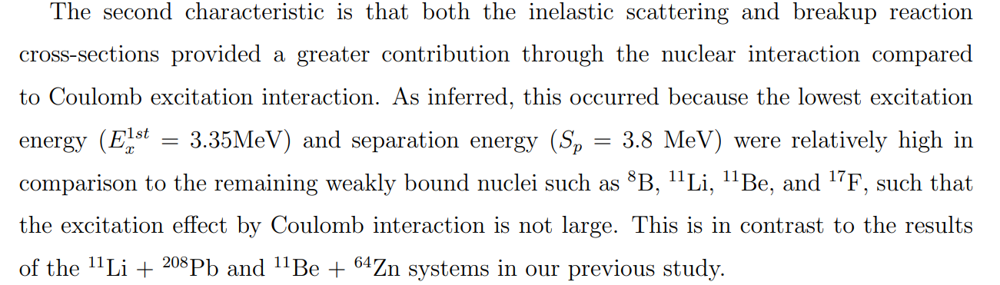 The second characteristic is that both the inelastic scattering and breakup reaction
cross-sections provided a greater contribution through the nuclear interaction compared
to Coulomb excitation interaction. As inferred, this occurred because the lowest excitation
energy (E_x^{1st} = 3.35MeV) and separation energy (S_p = 3.8 MeV) were relatively high in
comparison to the remaining weakly bound nuclei such as ⁸B, ¹¹Li, ¹¹Be, and ¹⁷F, such that
the excitation effect by Coulomb interaction is not large. This is in contrast to the results
of the ¹¹Li + ²⁰⁸Pb and ¹¹Be + ⁶⁴Zn systems in our previous study.